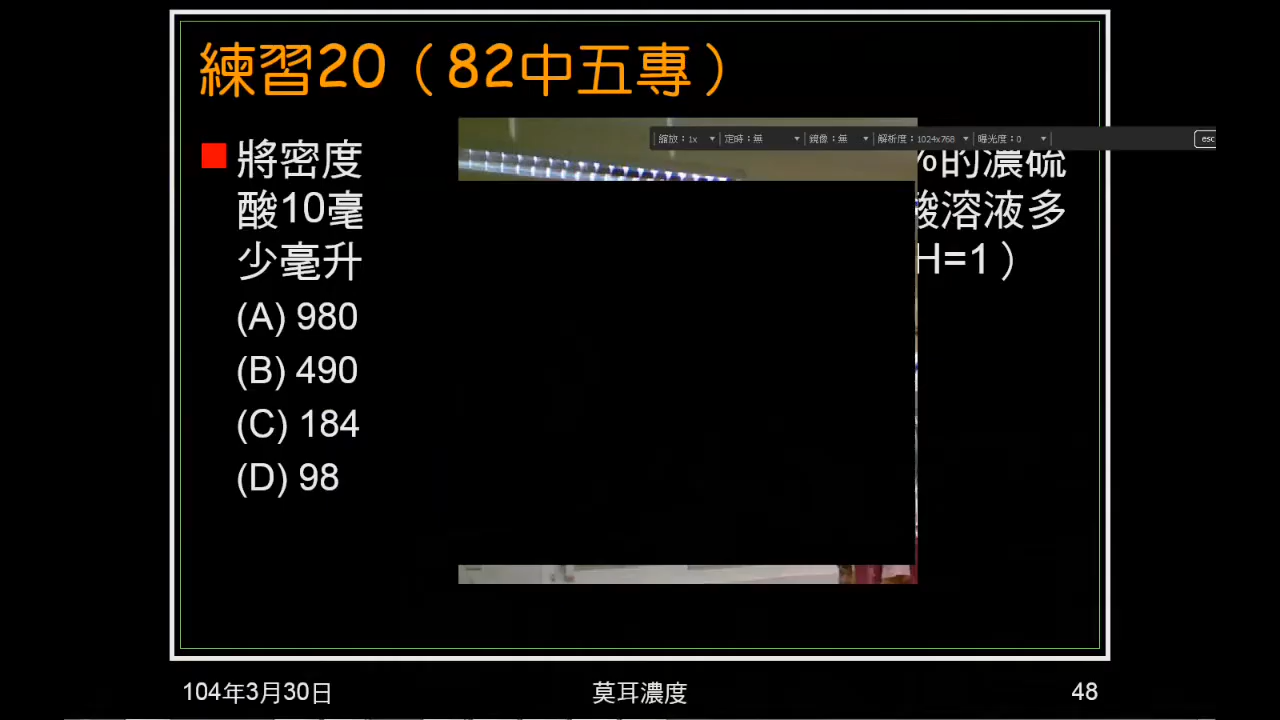 練習20（82中五專）
縮放：1x 定時：無 鏡像：無 解析度：1024x768 曝光度：0 esc
將密度 %的濃硫
酸10毫 酸溶液多
少毫升 H=1）
(A) 980
(B) 490
(C) 184
(D) 98
104年3月30日 莫耳濃度 48